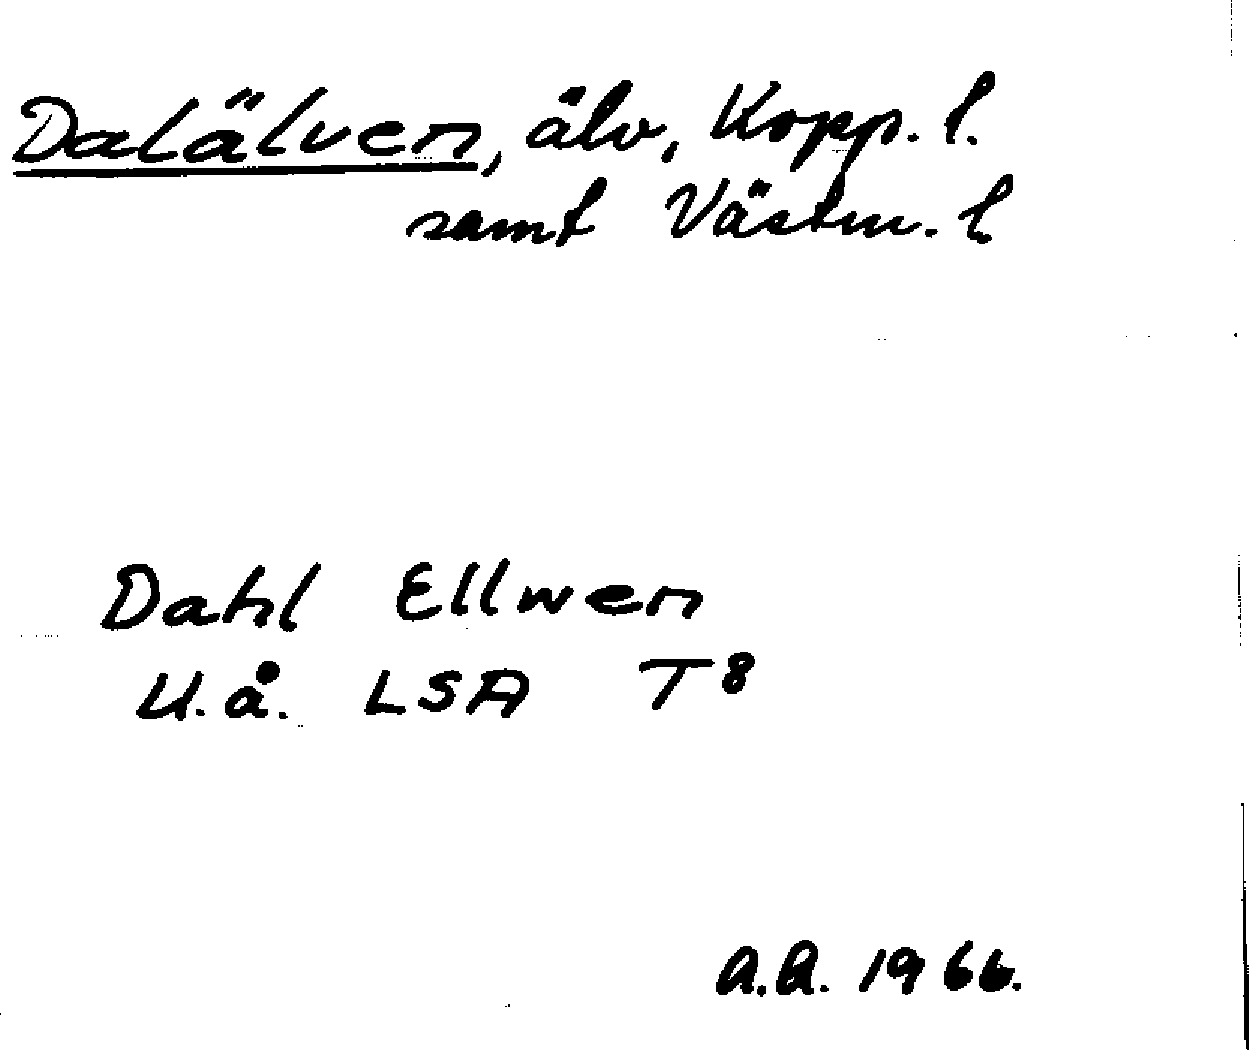 Dalälven, älv, Kopp. l.
samt Västm. l
Dahl Ellwen
U.å. LSA T8
A.A. 1966.